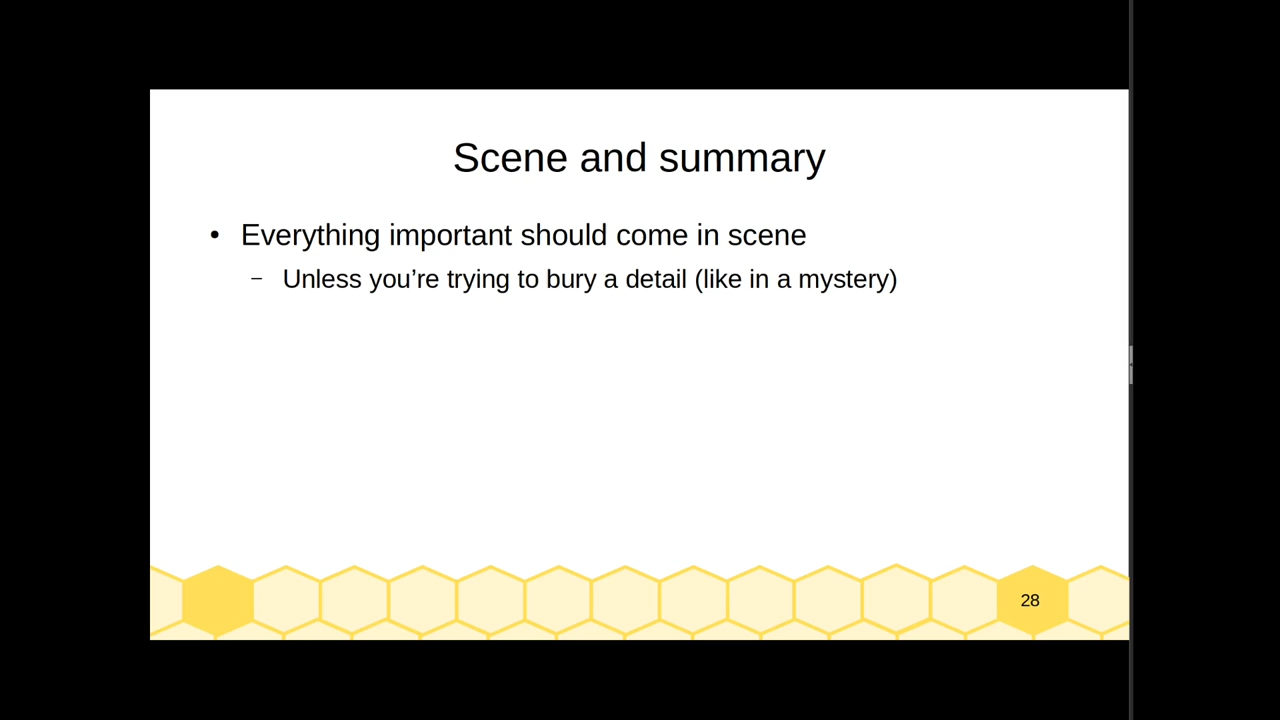 Scene and summary
• Everything important should come in scene
– Unless you’re trying to bury a detail (like in a mystery)
28